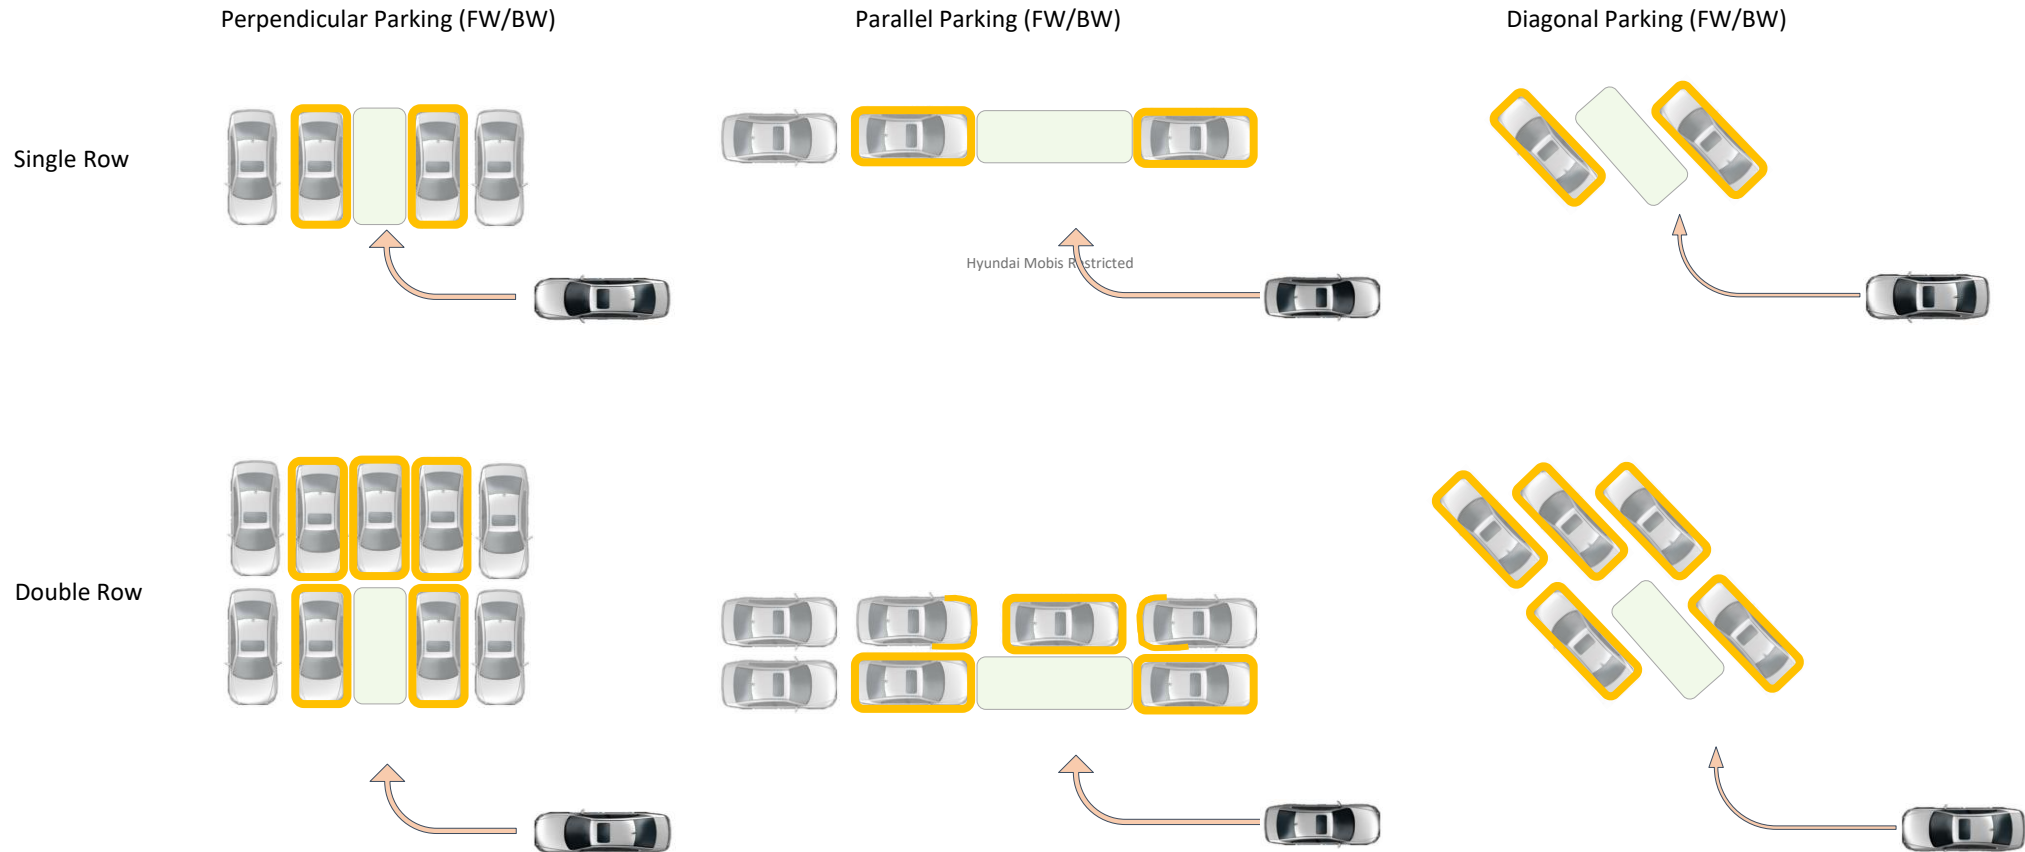 Perpendicular Parking (FW/BW)
Parallel Parking (FW/BW)
Diagonal Parking (FW/BW)
Single Row
Hyundai Mobis Restricted
Double Row